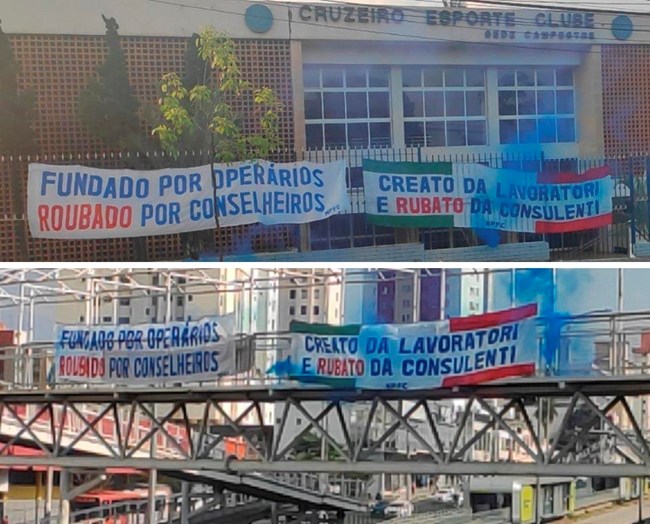 CRUZEIRO ESPORTE CLUBE
SEDE CAMPESTRE
FUNDADO POR OPERÁRIOS
ROUBADO POR CONSELHEIROS
CREATO DA LAVORATORI
E RUBATO DA CONSULENTI
FUNDADO POR OPERÁRIOS
ROUBADO POR CONSELHEIROS
CREATO DA LAVORATORI
E RUBATO DA CONSULENTI